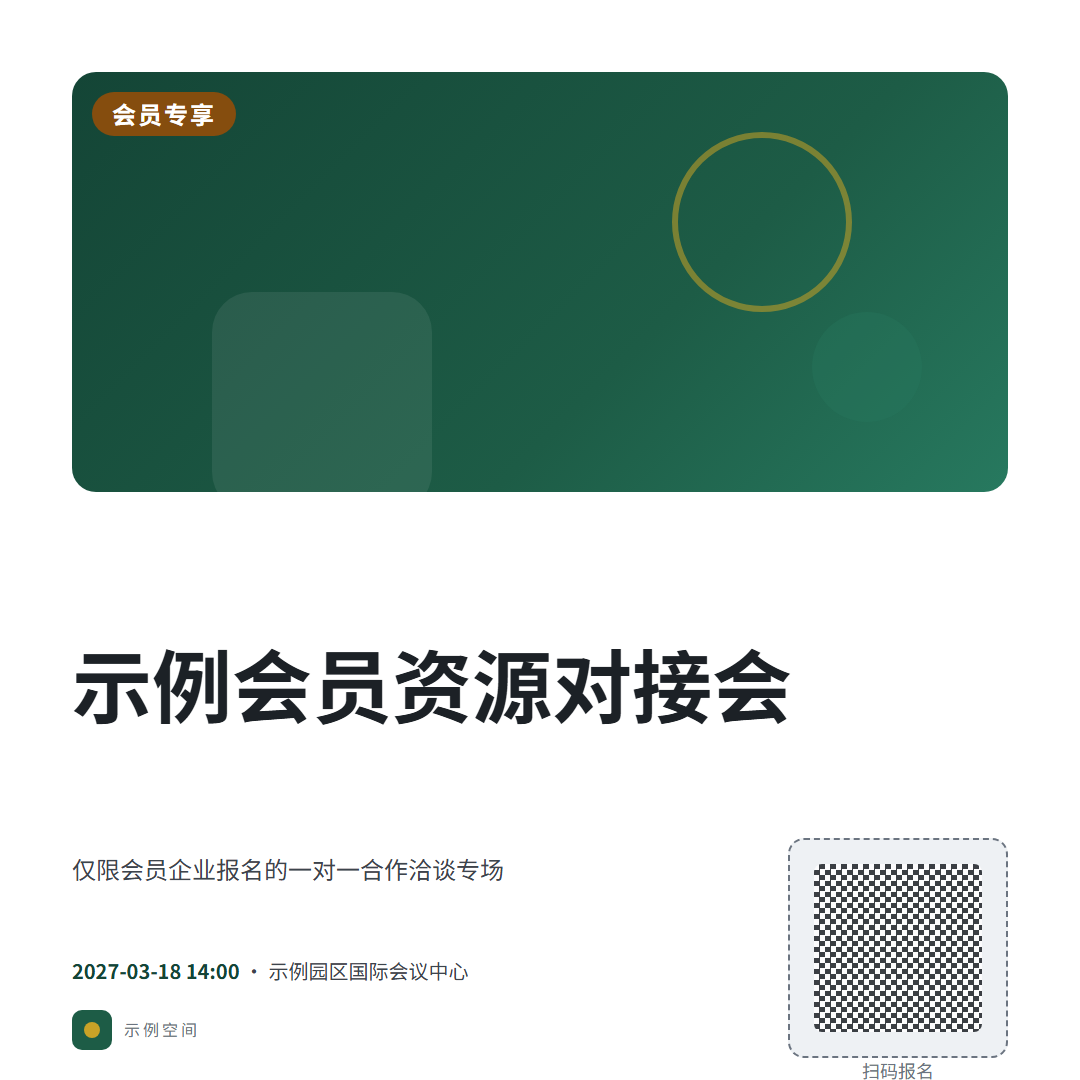 会员专享
示例会员资源对接会
仅限会员企业报名的一对一合作洽谈专场
2027-03-18 14:00 · 示例园区国际会议中心
示例空间
扫码报名